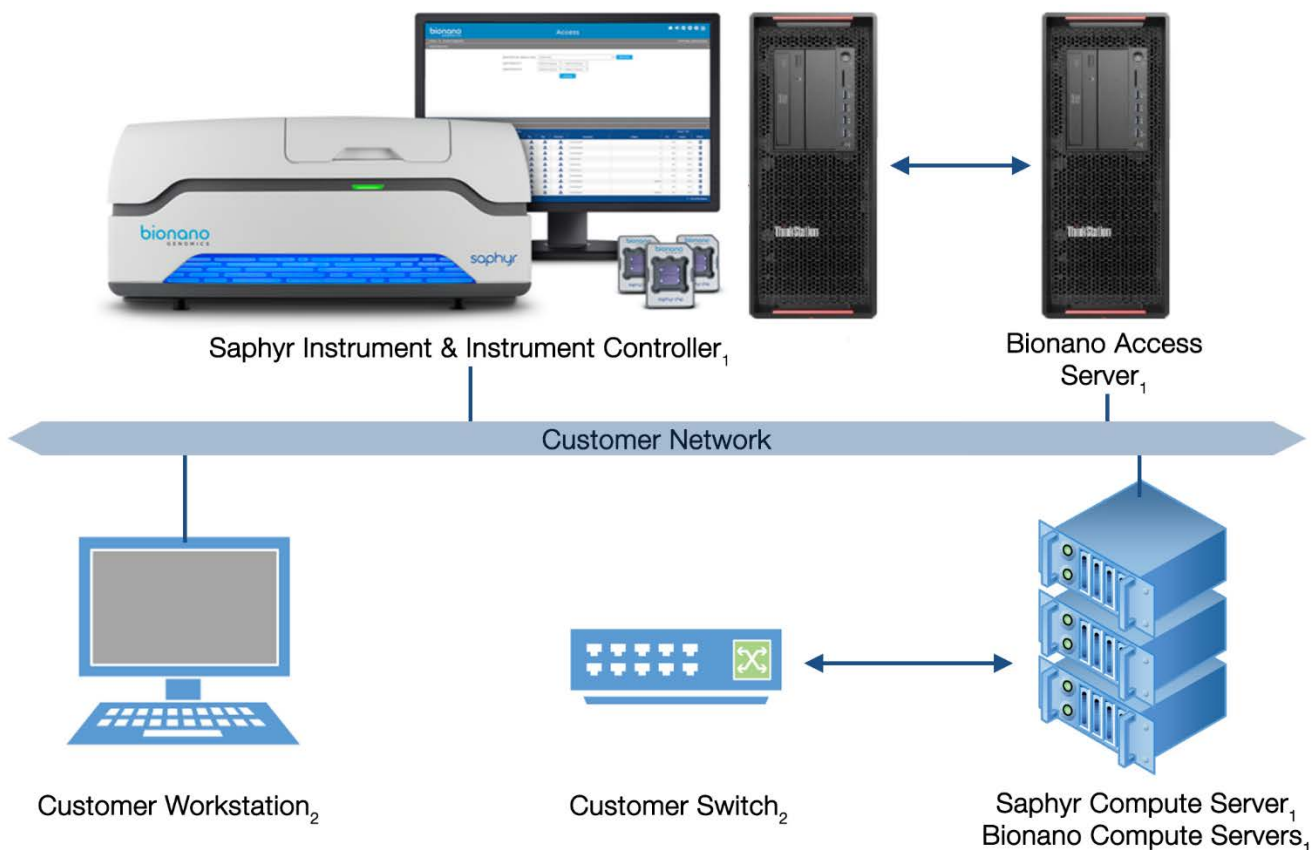 bionano
Access
bionano
GENOMICS
saphyr
bionano
ThinkStation
ThinkStation
Saphyr Instrument & Instrument Controller₁
Bionano Access
Server₁
Customer Network
Customer Workstation₂
Customer Switch₂
Saphyr Compute Server₁
Bionano Compute Servers₁